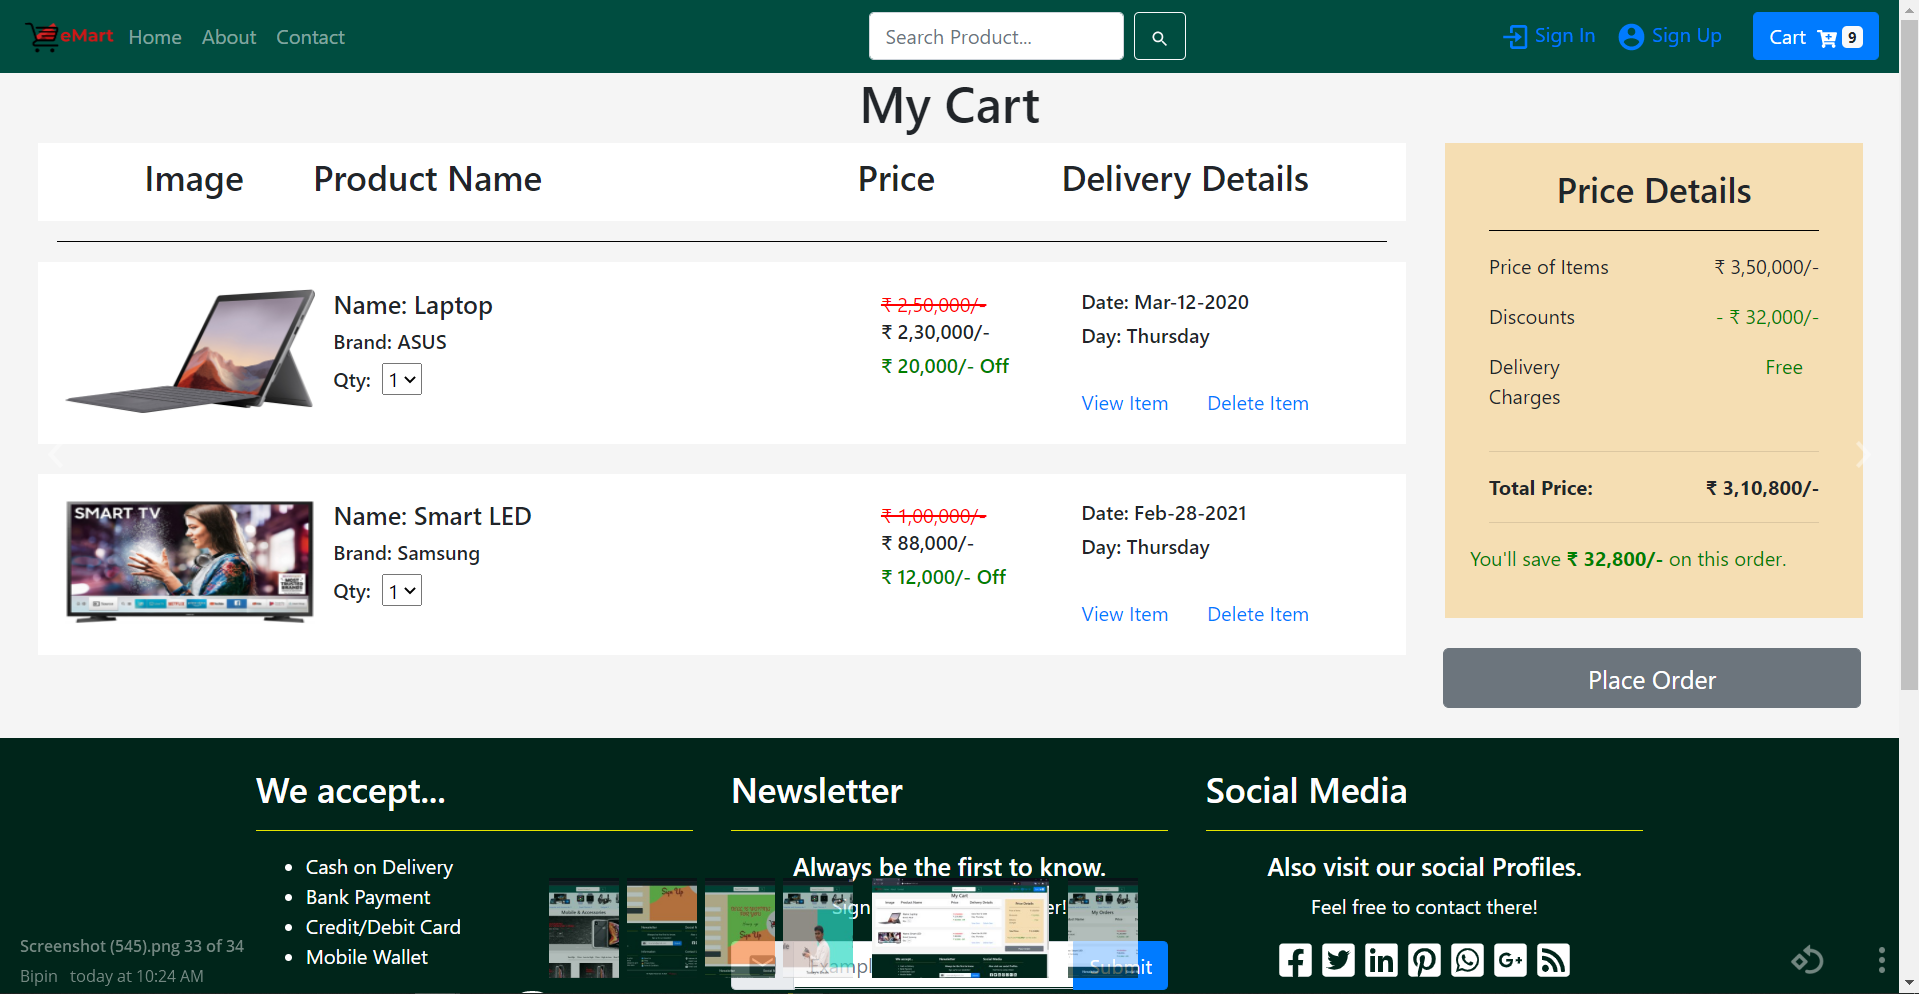 eMart Home About Contact Search Product... Sign In Sign Up Cart 9
My Cart
Image Product Name Price Delivery Details
Name: Laptop
Brand: ASUS
Qty: 1
₹ 2,50,000/-
₹ 2,30,000/-
₹ 20,000/- Off
Date: Mar-12-2020
Day: Thursday
View Item Delete Item
SMART TV
Name: Smart LED
Brand: Samsung
Qty: 1
₹ 1,00,000/-
₹ 88,000/-
₹ 12,000/- Off
Date: Feb-28-2021
Day: Thursday
View Item Delete Item
Price Details
Price of Items ₹ 3,50,000/-
Discounts - ₹ 32,000/-
Delivery Free
Charges
Total Price: ₹ 3,10,800/-
You'll save ₹ 32,800/- on this order.
Place Order
We accept...
Cash on Delivery
Bank Payment
Credit/Debit Card
Mobile Wallet
Newsletter
Always be the first to know.
Sign
Submit
Social Media
Also visit our social Profiles.
Feel free to contact there!
Screenshot (545).png 33 of 34
Bipin today at 10:24 AM